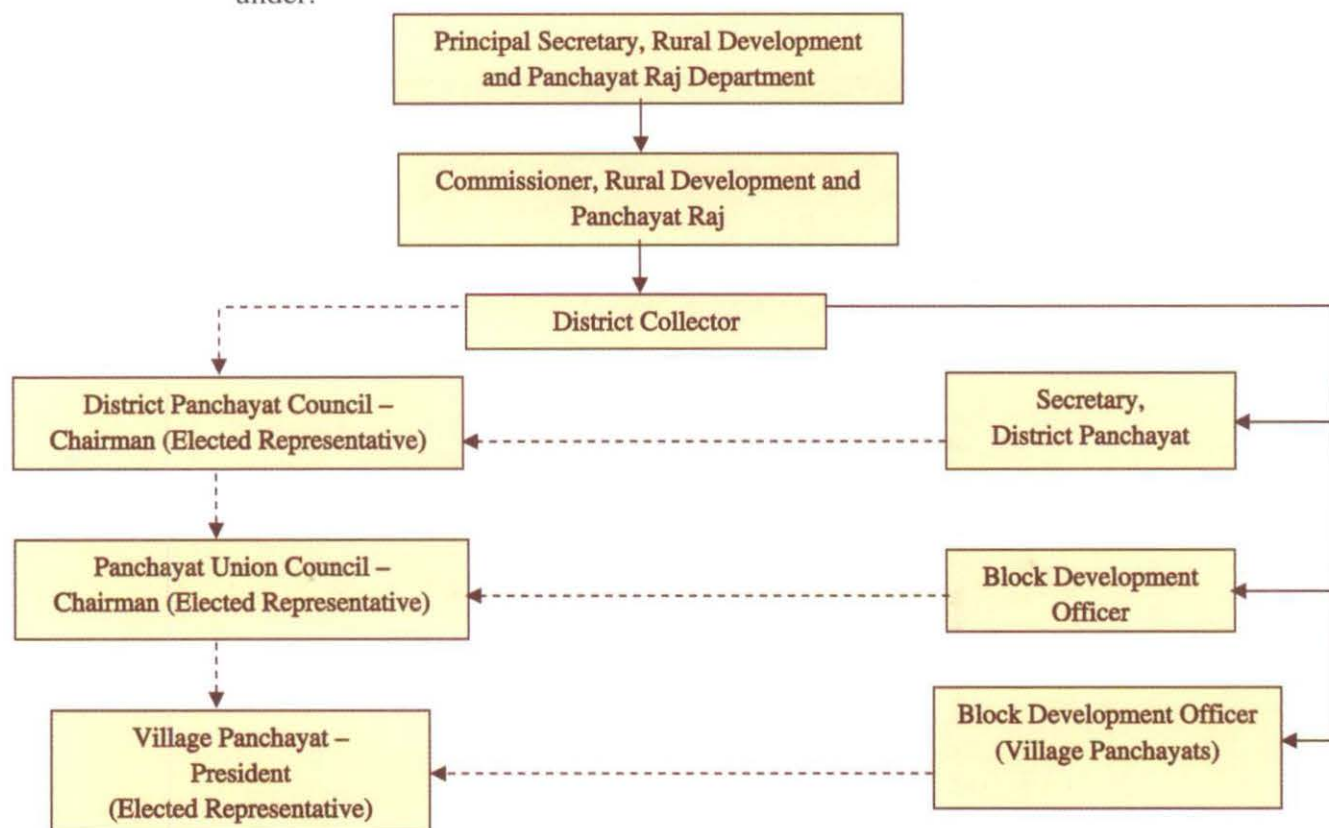 under:
Principal Secretary, Rural Development
and Panchayat Raj Department
Commissioner, Rural Development and
Panchayat Raj
District Collector
District Panchayat Council –
Chairman (Elected Representative)
Secretary,
District Panchayat
Panchayat Union Council –
Chairman (Elected Representative)
Block Development
Officer
Village Panchayat –
President
(Elected Representative)
Block Development Officer
(Village Panchayats)